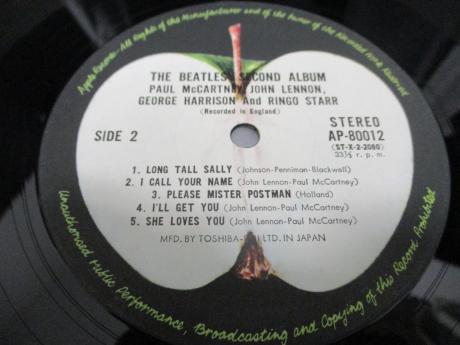 Apple Records-All Rights of the Manufacturer and of the Owner of the Recorded Work Reserved
THE BEATLES' SECOND ALBUM
PAUL McCARTNEY, JOHN LENNON,
GEORGE HARRISON And RINGO STARR
(Recorded in England)
SIDE 2
STEREO
AP-80012
(ST-X-2-2080)
33⅓ r. p. m.
1. LONG TALL SALLY (Johnson-Penniman-Blackwell)
2. I CALL YOUR NAME (John Lennon-Paul McCartney)
3. PLEASE MISTER POSTMAN (Holland)
4. I'LL GET YOU (John Lennon-Paul McCartney)
5. SHE LOVES YOU (John Lennon-Paul McCartney)
MFD. BY TOSHIBA- LTD. IN JAPAN
Unauthorised Public Performance, Broadcasting and Copying of this Record Prohibited